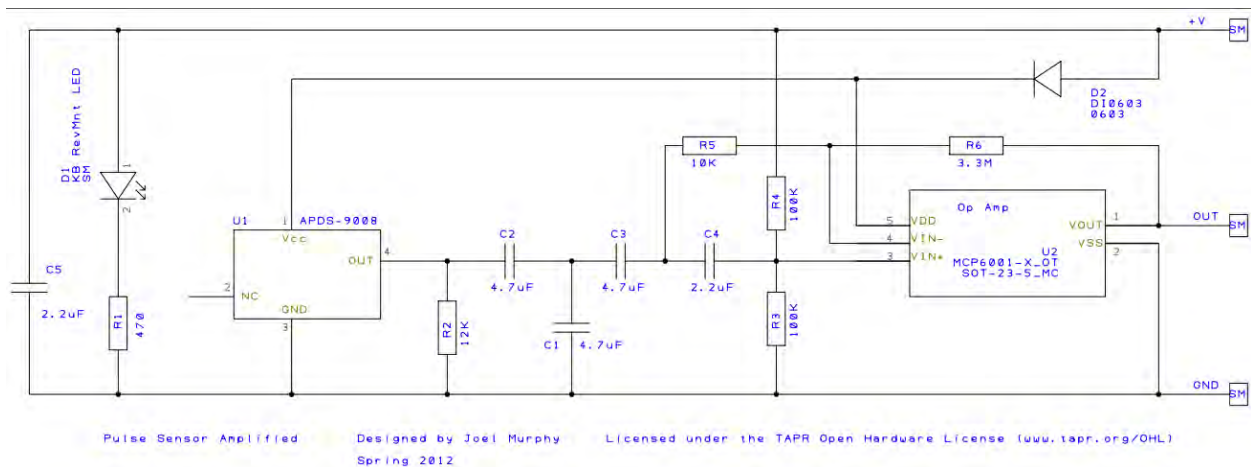 +V
SM
D2
DI0603
0603
D1
KB RevMnt LED
SM
1
2
R5
10K
R6
3.3M
R4
100K
Op Amp
5 VDD
4 VIN-
3 VIN+
VOUT 1
VSS 2
U2
MCP6001-X_OT
SOT-23-5_MC
OUT
SM
U1
1 APDS-9008
Vcc
OUT 4
2 NC
GND
3
C2
4.7uF
C3
4.7uF
C4
2.2uF
C5
2.2uF
R1
470
R2
12K
C1 4.7uF
R3
100K
GND
SM
Pulse Sensor Amplified Designed by Joel Murphy Licensed under the TAPR Open Hardware License (www.tapr.org/OHL)
Spring 2012